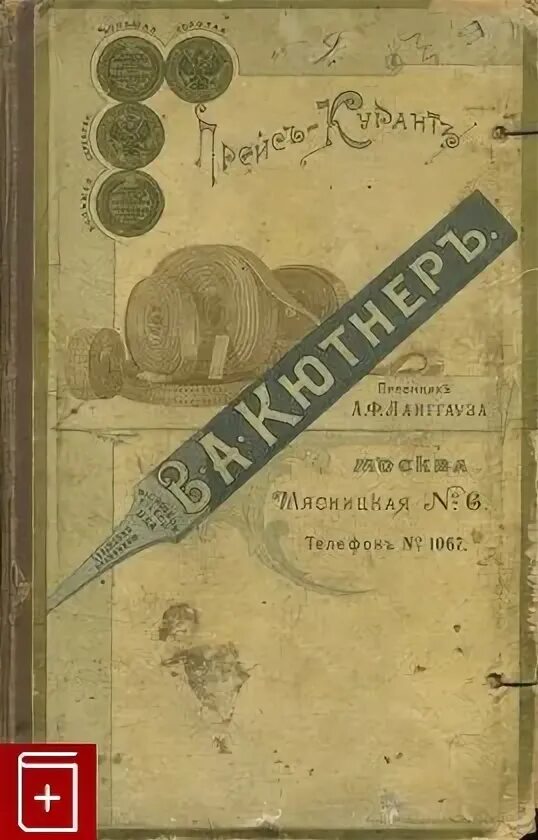 Прейсъ-Курантъ
В.А.КЮТНЕРЪ.
Преемникъ
А.Ф.Ланггауза
МОСКВА
Мясницкая № 6.
Телефонъ № 1067.